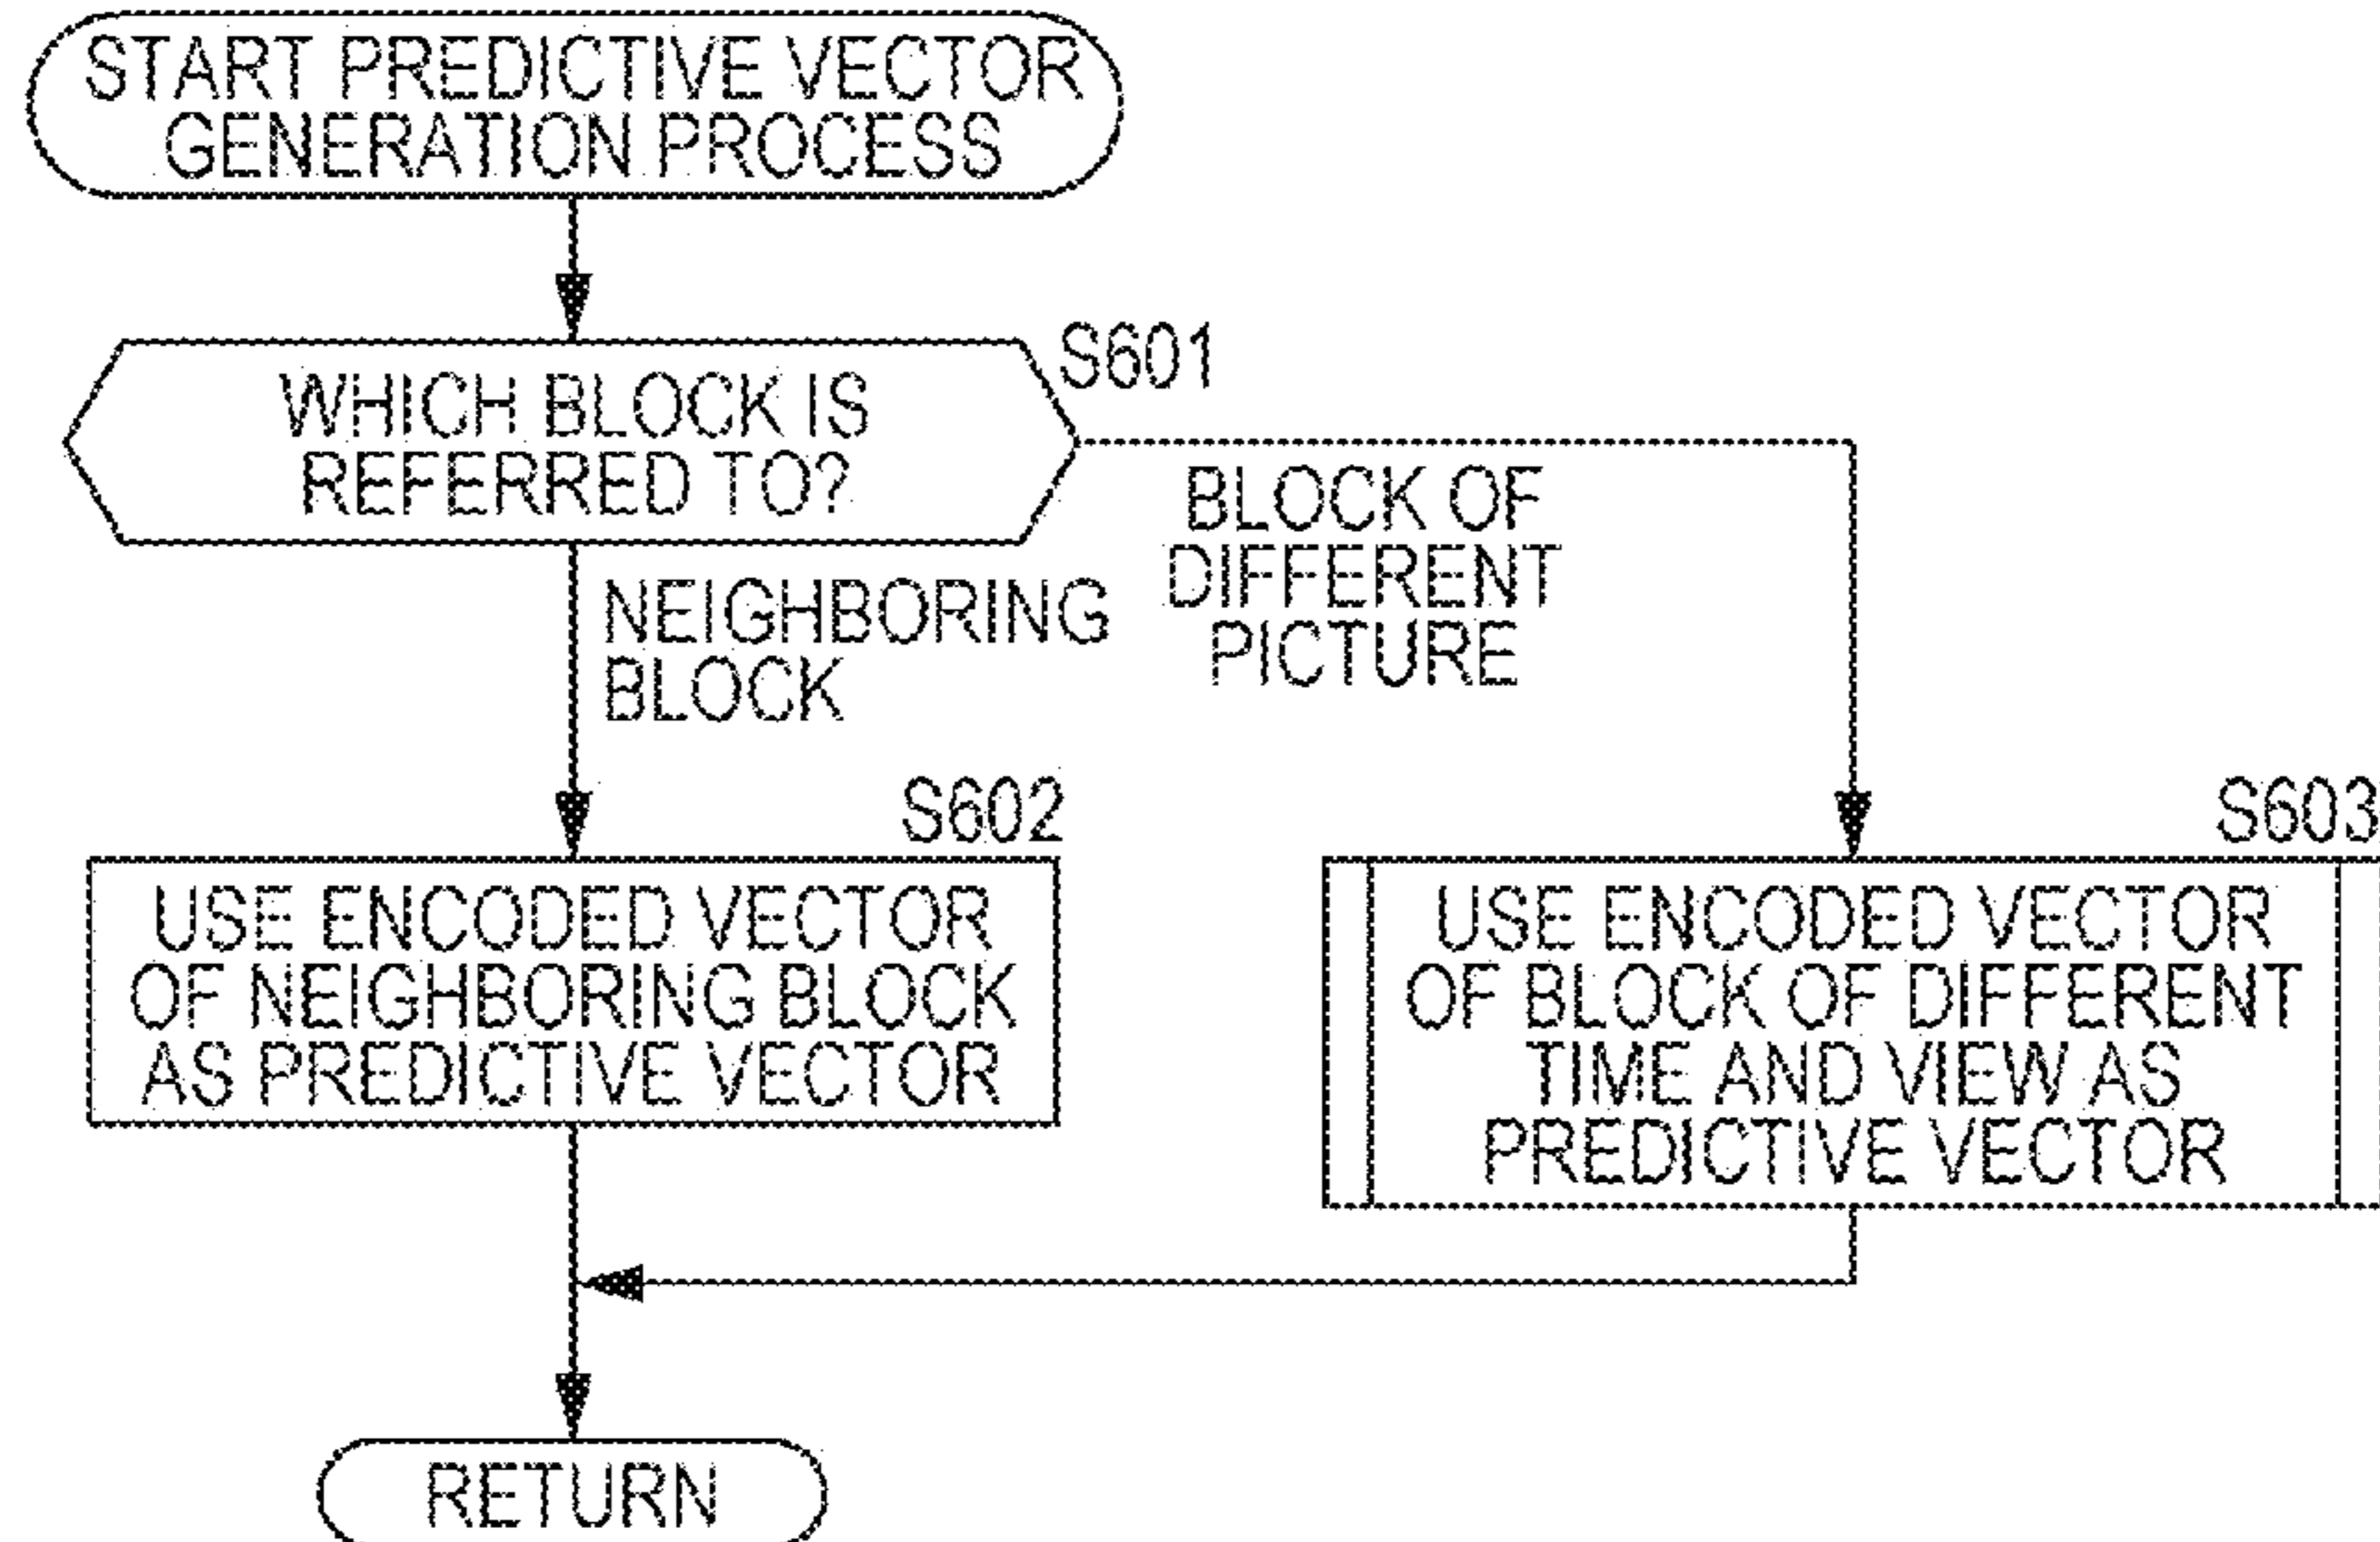 START PREDICTIVE VECTOR
GENERATION PROCESS
S601
WHICH BLOCK IS
REFERRED TO?
BLOCK OF
DIFFERENT
PICTURE
NEIGHBORING
BLOCK
S602
USE ENCODED VECTOR
OF NEIGHBORING BLOCK
AS PREDICTIVE VECTOR
S603
USE ENCODED VECTOR
OF BLOCK OF DIFFERENT
TIME AND VIEW AS
PREDICTIVE VECTOR
RETURN